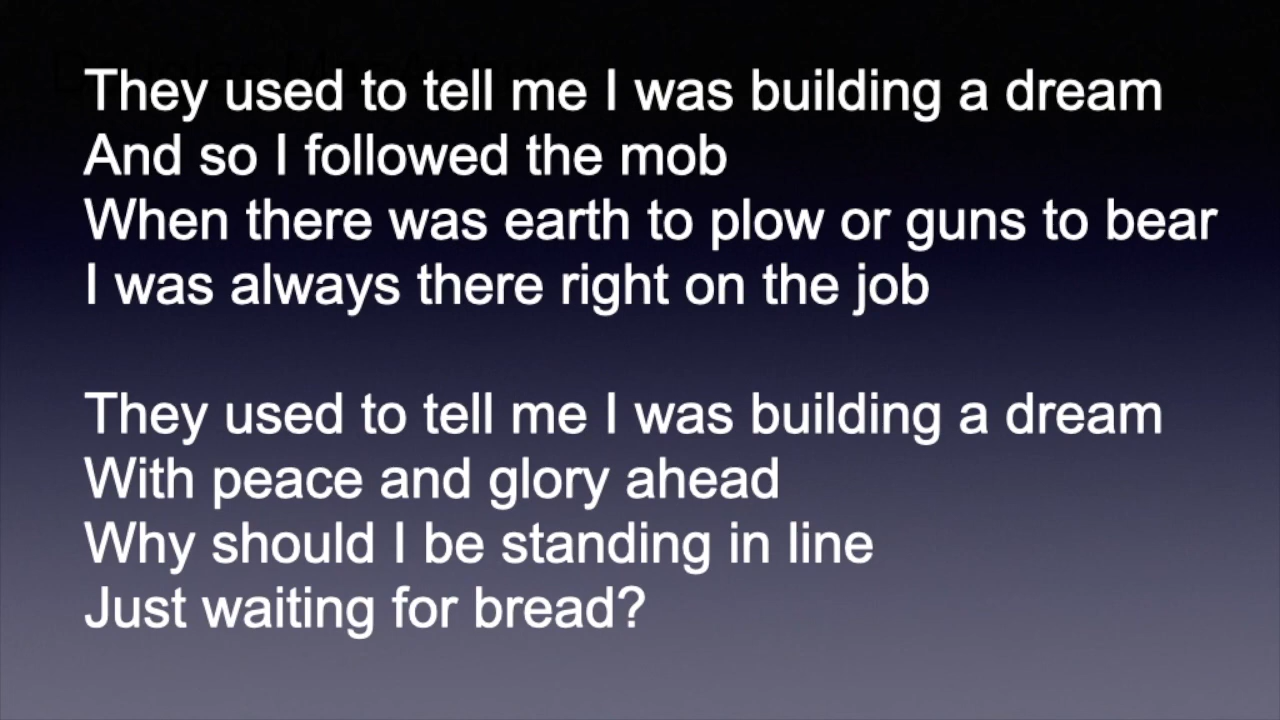 They used to tell me I was building a dream
And so I followed the mob
When there was earth to plow or guns to bear
I was always there right on the job
They used to tell me I was building a dream
With peace and glory ahead
Why should I be standing in line
Just waiting for bread?